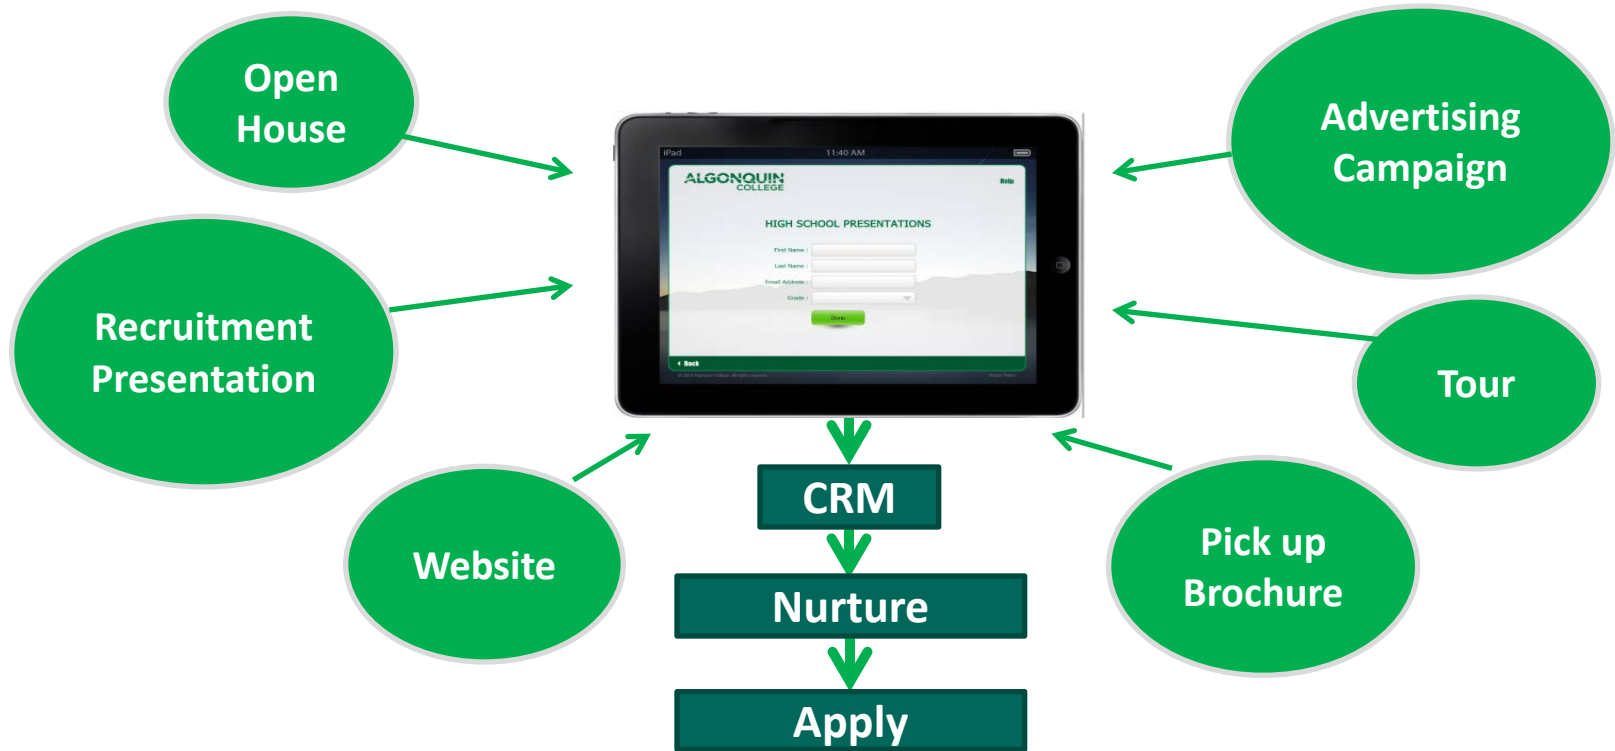 Open
House
Advertising
Campaign
iPad
11:40 AM
ALGONQUIN
COLLEGE
Help
HIGH SCHOOL PRESENTATIONS
First Name :
Last Name :
Email Address :
Grade :
Back
Recruitment
Presentation
Tour
CRM
Website
Pick up
Brochure
Nurture
Apply